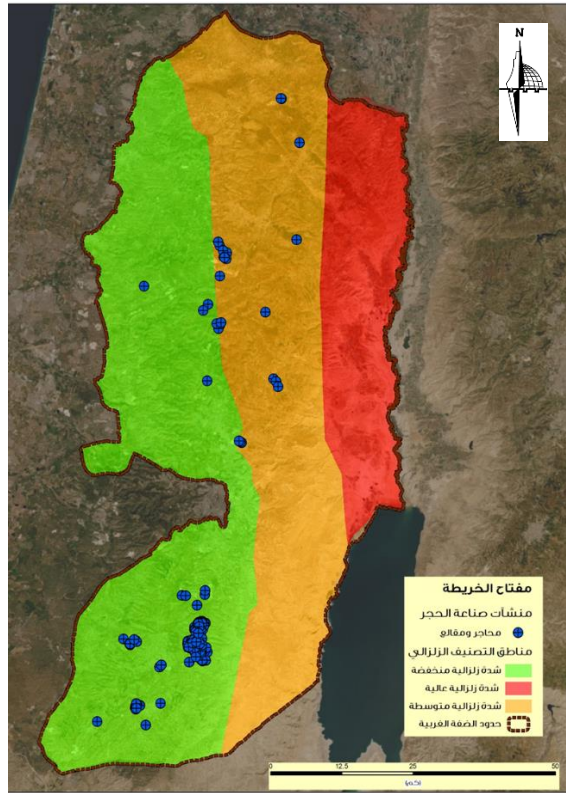 N
مفتاح الخريطة
منشآت صناعة الحجر
محاجر ومقالع
مناطق التصنيف الزلزالي
شدة زلزالية منخفضة
شدة زلزالية عالية
شدة زلزالية متوسطة
حدود الضفة الغربية
0 12.5 25 50
(كم)